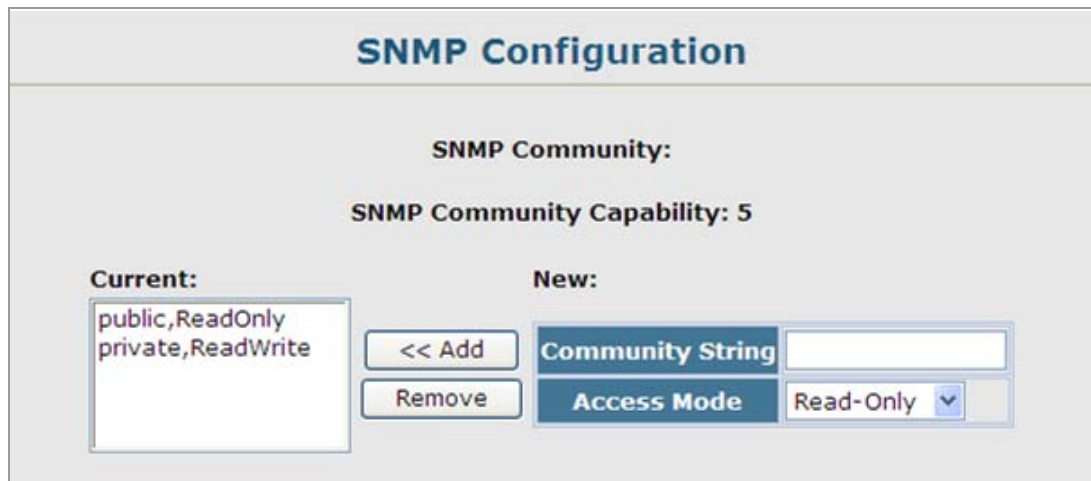 SNMP Configuration
SNMP Community:
SNMP Community Capability: 5
Current:
New:
public,ReadOnly
private,ReadWrite
<< Add
Remove
Community String
Access Mode
Read-Only